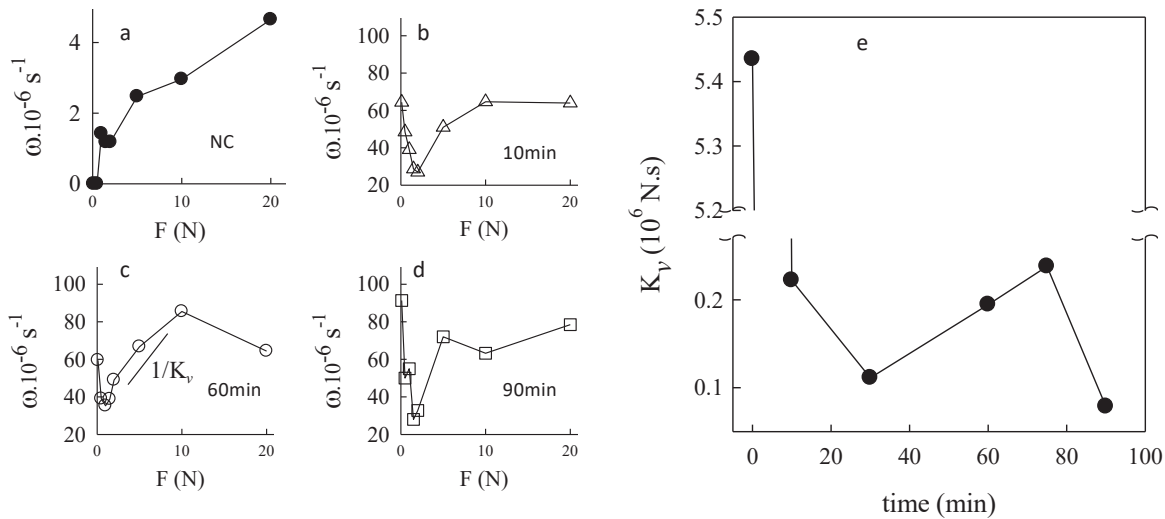 a
4
2
0
ω.10⁻⁶ s⁻¹
NC
0 10 20
F (N)
b
100
80
60
40
20
ω.10⁻⁶ s⁻¹
10min
0 10 20
F (N)
c
100
80
60
40
20
ω.10⁻⁶ s⁻¹
1/Kᵥ
60min
0 10 20
F (N)
d
100
80
60
40
20
ω.10⁻⁶ s⁻¹
90min
0 10 20
F (N)
e
5.5
5.4
5.3
5.2
0.2
0.1
Kᵥ (10⁶ N.s)
0 20 40 60 80 100
time (min)